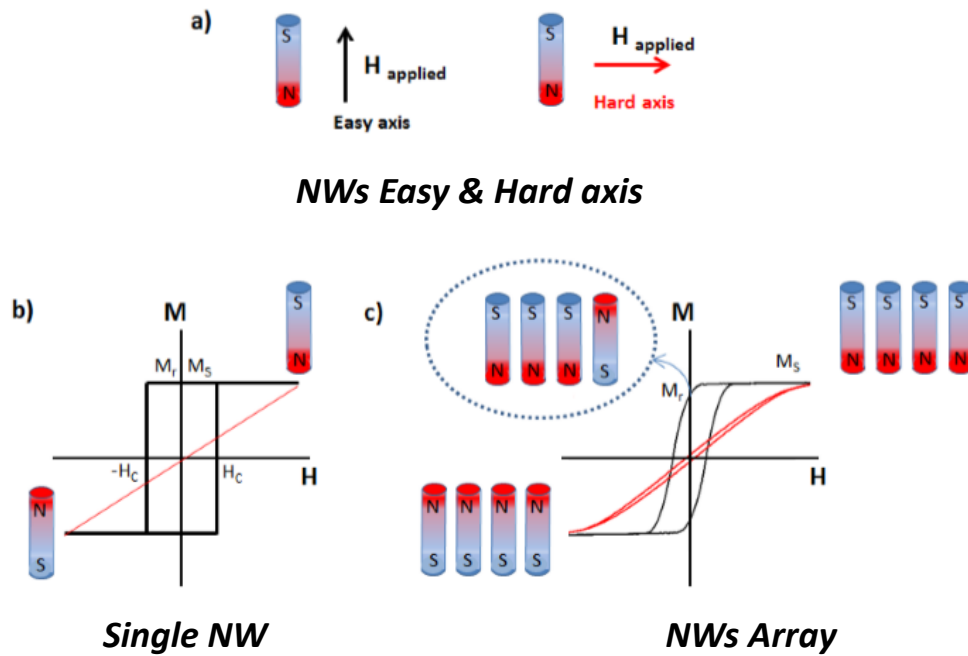 a)
S
N
H applied
Easy axis
S
N
H applied
Hard axis
NWs Easy & Hard axis
b)
M
Mr
MS
-HC
HC
H
S
N
N
S
Single NW
c)
S S S N
N N N S
M
Mr
MS
H
S S S S
N N N N
N N N N
S S S S
NWs Array